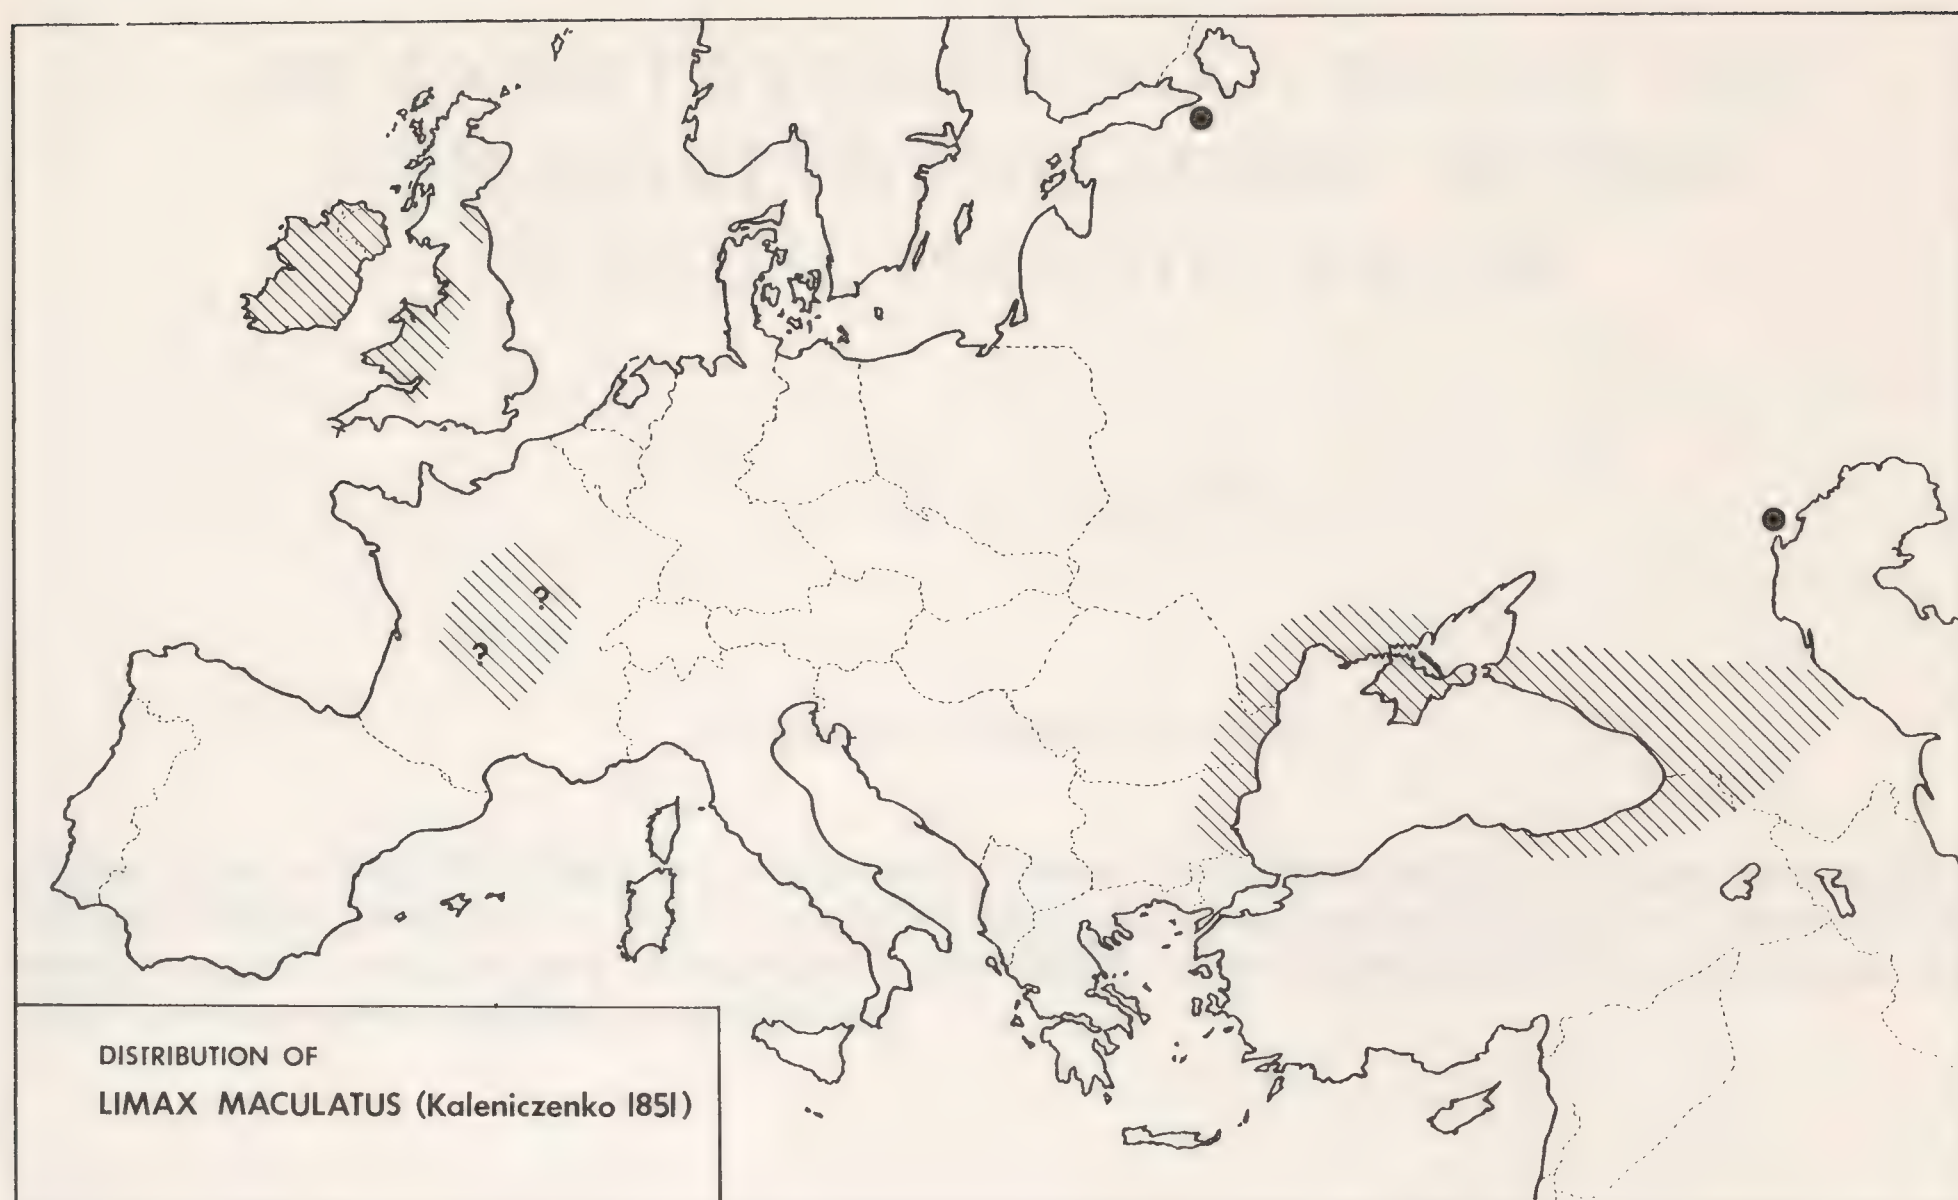 ?
?
DISTRIBUTION OF
LIMAX MACULATUS (Kaleniczenko 1851)